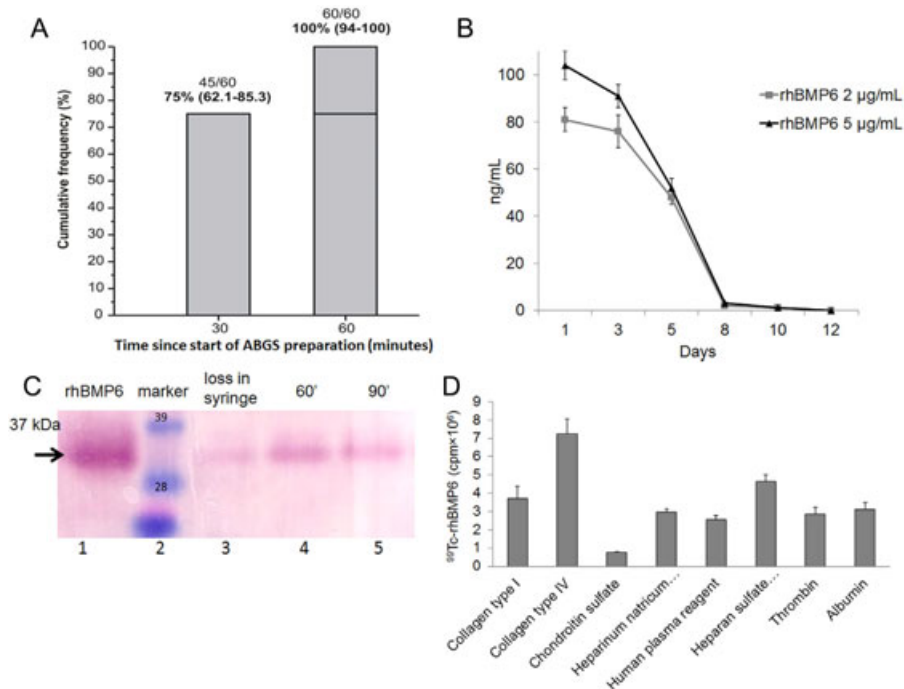 A
60/60
100% (94-100)
45/60
75% (62.1-85.3)
100
90
80
70
60
50
40
30
20
10
0
Cumulative frequency (%)
30
60
Time since start of ABGS preparation (minutes)
B
100
80
60
40
20
0
ng/mL
rhBMP6 2 µg/mL
rhBMP6 5 µg/mL
1 3 5 8 10 12
Days
C
rhBMP6 marker loss in syringe 60' 90'
37 kDa
39
28
1 2 3 4 5
D
9
8
7
6
5
4
3
2
1
0
⁹⁹Tc-rhBMP6 (cpm×10⁶)
Collagen type I
Collagen type IV
Chondroitin sulfate
Heparinum natricum...
Human plasma reagent
Heparan sulfate...
Thrombin
Albumin